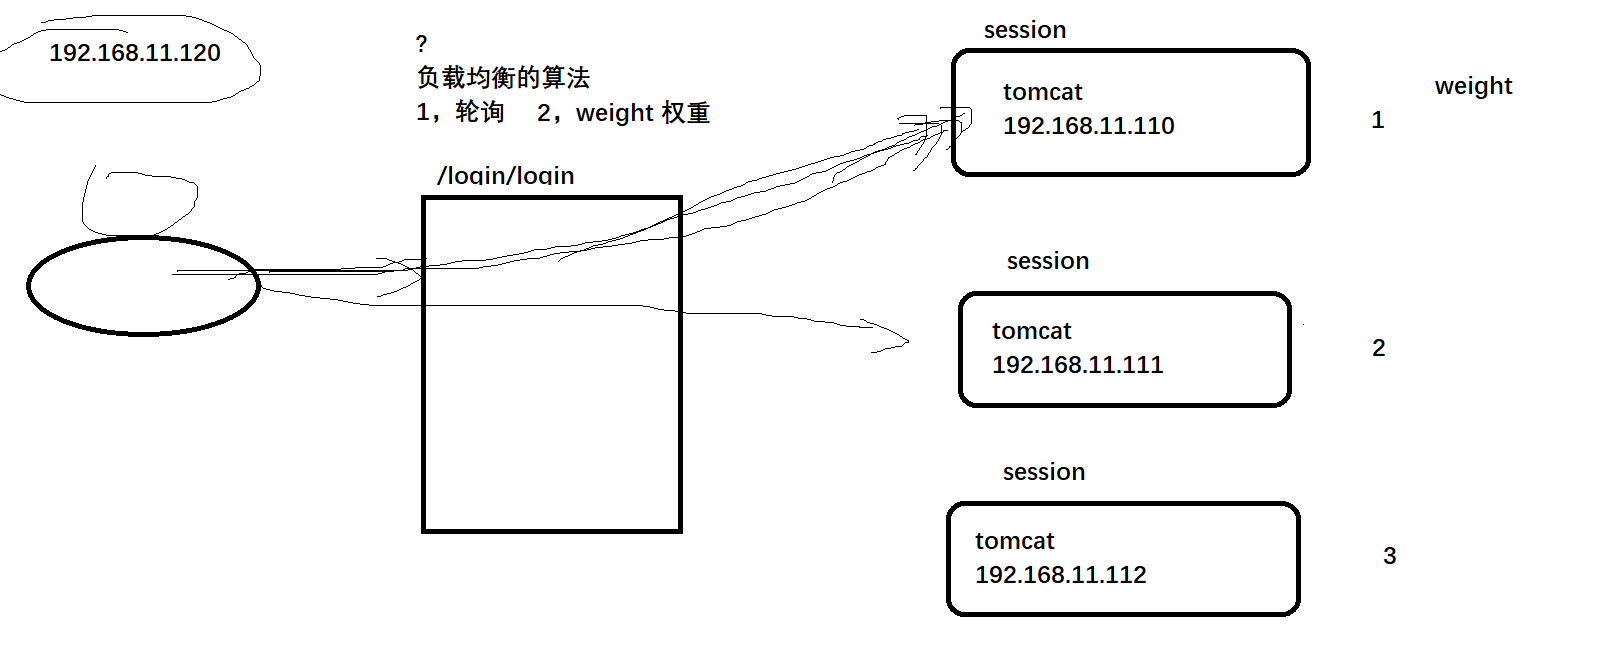 192.168.11.120
?
负载均衡的算法
1，轮询 2，weight 权重
/login/login
session
tomcat
192.168.11.110
1
weight
session
tomcat
192.168.11.111
2
session
tomcat
192.168.11.112
3